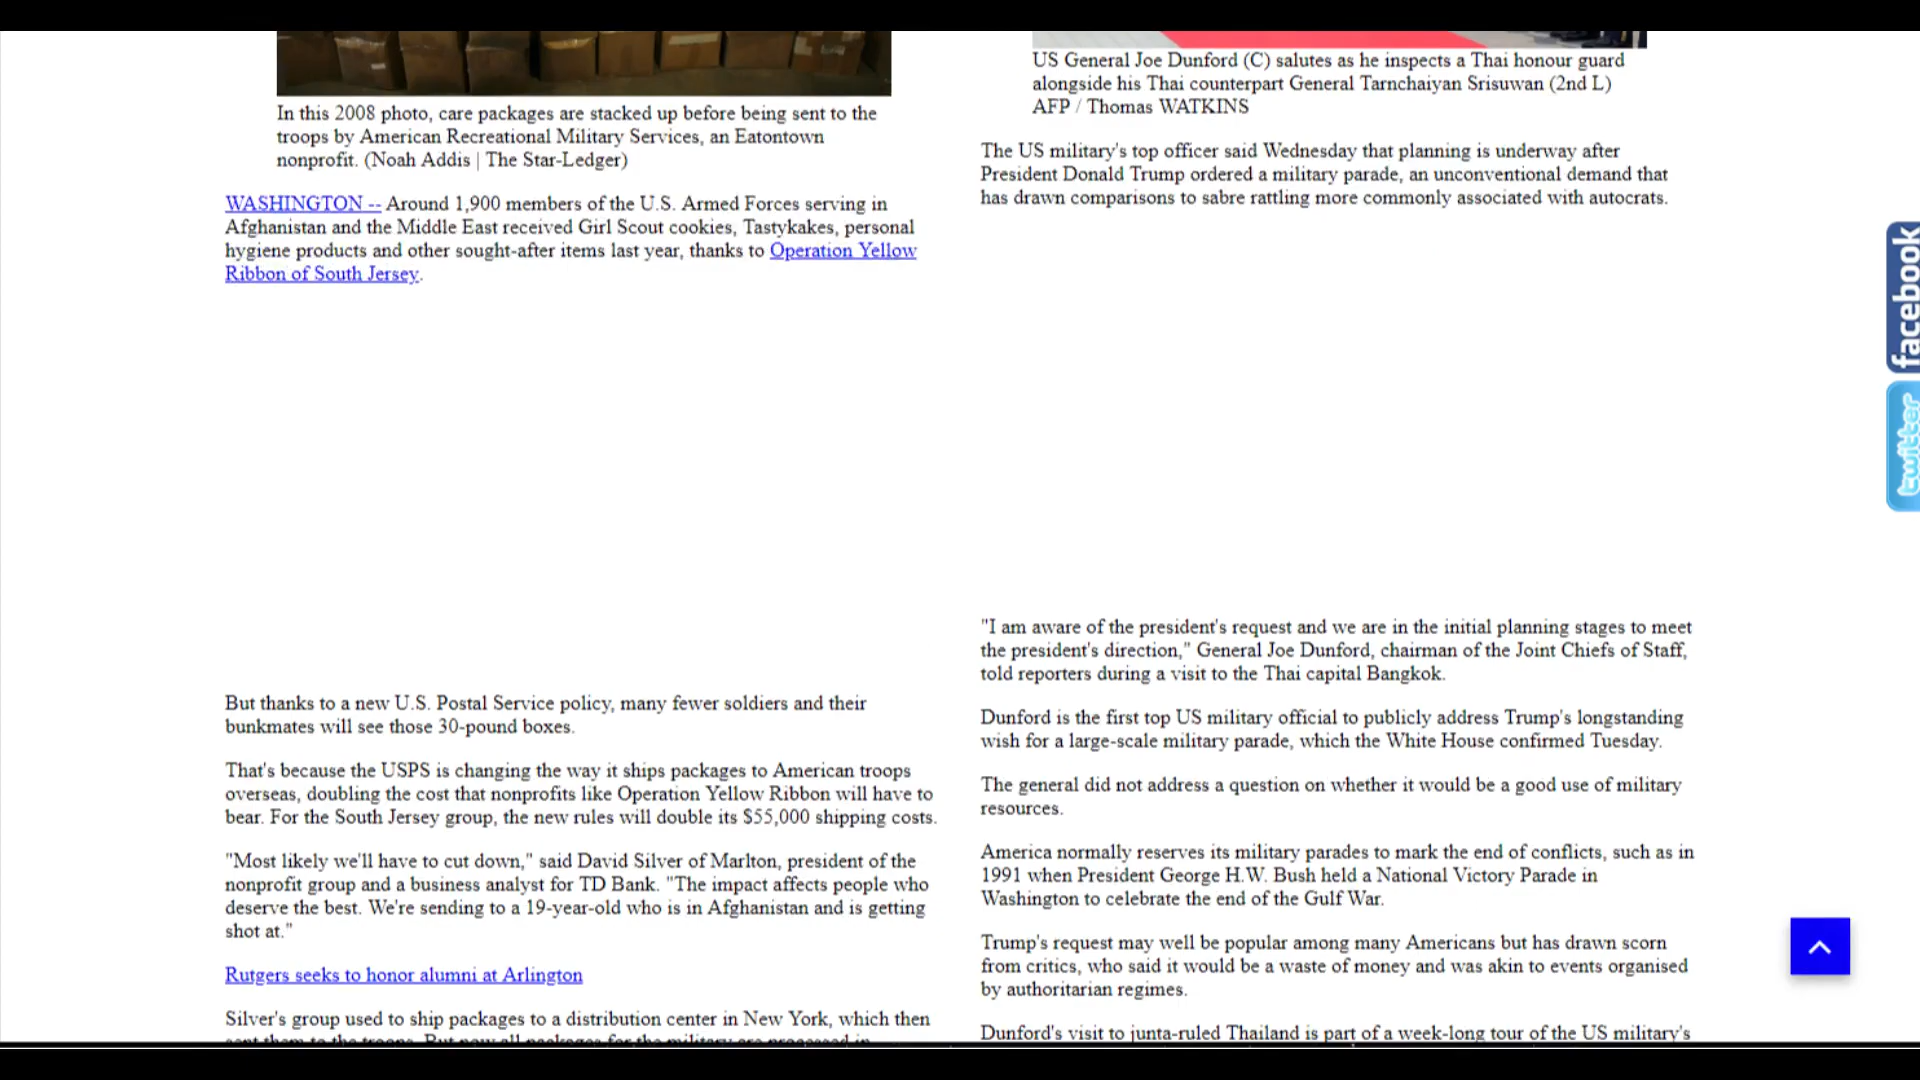 In this 2008 photo, care packages are stacked up before being sent to the
troops by American Recreational Military Services, an Eatontown
nonprofit. (Noah Addis | The Star-Ledger)
WASHINGTON -- Around 1,900 members of the U.S. Armed Forces serving in
Afghanistan and the Middle East received Girl Scout cookies, Tastykakes, personal
hygiene products and other sought-after items last year, thanks to Operation Yellow
Ribbon of South Jersey.
But thanks to a new U.S. Postal Service policy, many fewer soldiers and their
bunkmates will see those 30-pound boxes.
That's because the USPS is changing the way it ships packages to American troops
overseas, doubling the cost that nonprofits like Operation Yellow Ribbon will have to
bear. For the South Jersey group, the new rules will double its $55,000 shipping costs.
"Most likely we'll have to cut down," said David Silver of Marlton, president of the
nonprofit group and a business analyst for TD Bank. "The impact affects people who
deserve the best. We're sending to a 19-year-old who is in Afghanistan and is getting
shot at."
Rutgers seeks to honor alumni at Arlington
Silver's group used to ship packages to a distribution center in New York, which then
sent them to the troops. But now all packages for the military are processed in
US General Joe Dunford (C) salutes as he inspects a Thai honour guard
alongside his Thai counterpart General Tarnchaiyan Srisuwan (2nd L)
AFP / Thomas WATKINS
The US military's top officer said Wednesday that planning is underway after
President Donald Trump ordered a military parade, an unconventional demand that
has drawn comparisons to sabre rattling more commonly associated with autocrats.
"I am aware of the president's request and we are in the initial planning stages to meet
the president's direction," General Joe Dunford, chairman of the Joint Chiefs of Staff,
told reporters during a visit to the Thai capital Bangkok.
Dunford is the first top US military official to publicly address Trump's longstanding
wish for a large-scale military parade, which the White House confirmed Tuesday.
The general did not address a question on whether it would be a good use of military
resources.
America normally reserves its military parades to mark the end of conflicts, such as in
1991 when President George H.W. Bush held a National Victory Parade in
Washington to celebrate the end of the Gulf War.
Trump's request may well be popular among many Americans but has drawn scorn
from critics, who said it would be a waste of money and was akin to events organised
by authoritarian regimes.
Dunford's visit to junta-ruled Thailand is part of a week-long tour of the US military's
facebook
twitter